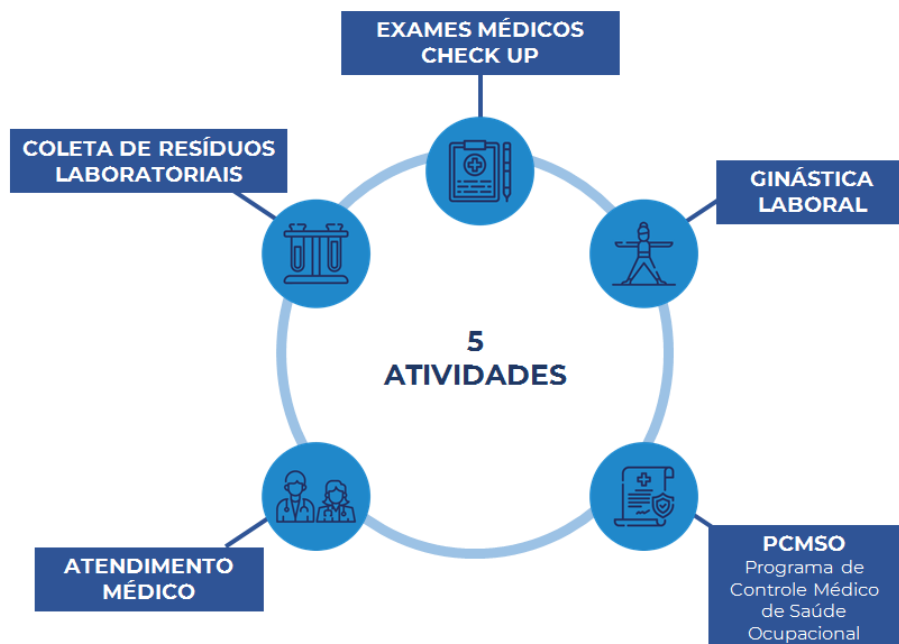 EXAMES MÉDICOS
CHECK UP
COLETA DE RESÍDUOS
LABORATORIAIS
GINÁSTICA
LABORAL
5
ATIVIDADES
ATENDIMENTO
MÉDICO
PCMSO
Programa de
Controle Médico
de Saúde
Ocupacional